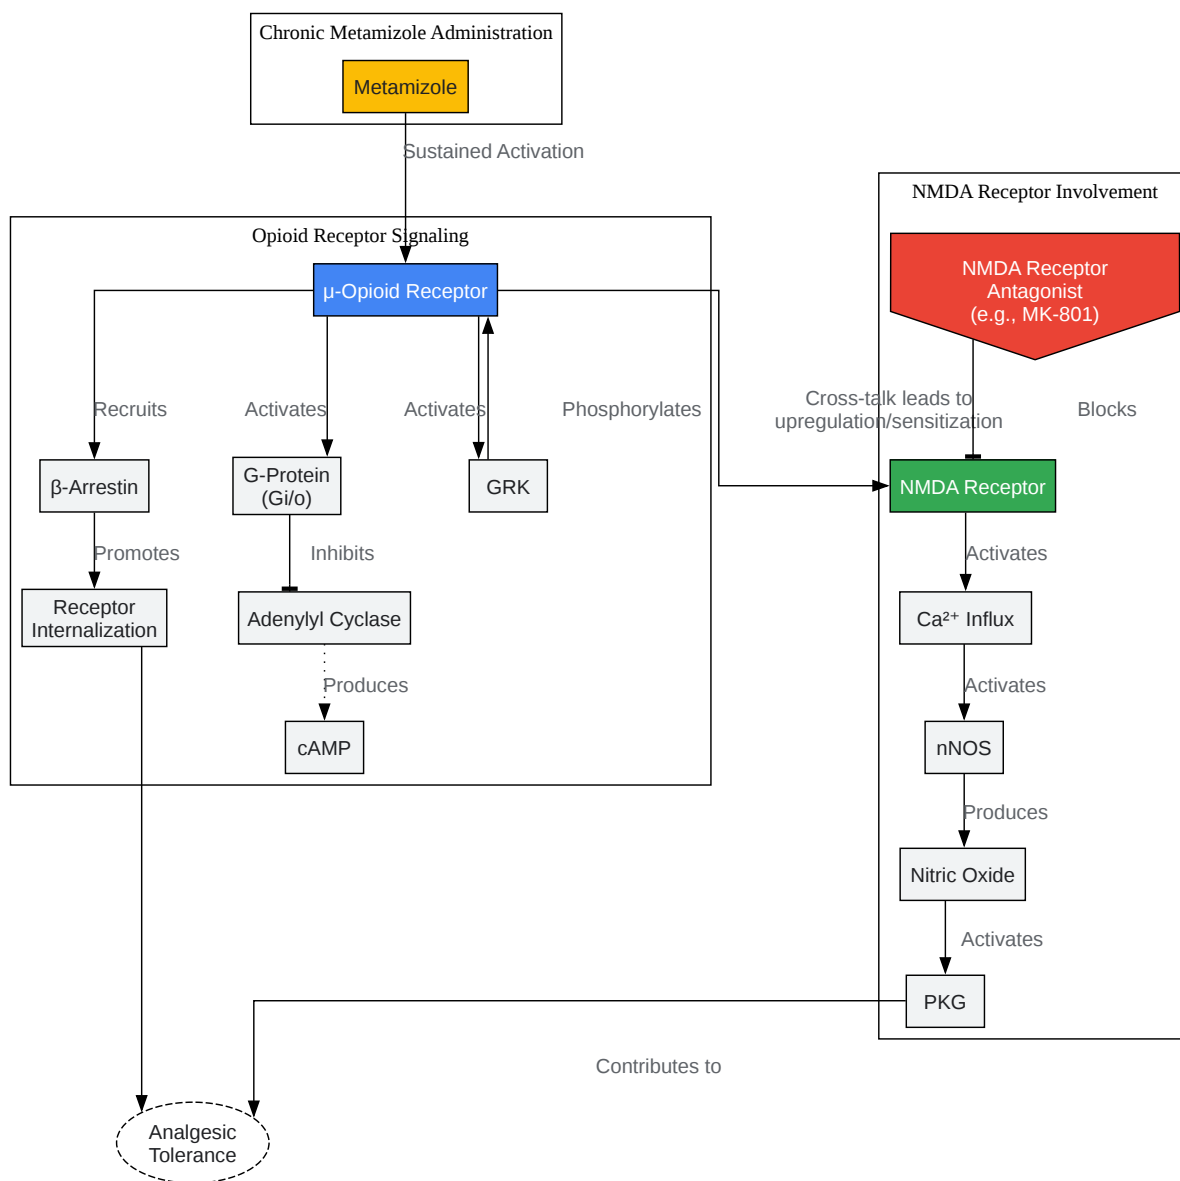 Chronic Metamizole Administration
Metamizole
Sustained Activation
NMDA Receptor Involvement
Opioid Receptor Signaling
NMDA Receptor
Antagonist
(e.g., MK-801)
μ-Opioid Receptor
Recruits
Activates
Activates
Phosphorylates
Cross-talk leads to
upregulation/sensitization
Blocks
β-Arrestin
G-Protein
(Gi/o)
GRK
NMDA Receptor
Promotes
Inhibits
Activates
Receptor
Internalization
Adenylyl Cyclase
Ca²⁺ Influx
Produces
Activates
cAMP
nNOS
Produces
Nitric Oxide
Activates
PKG
Contributes to
Analgesic
Tolerance